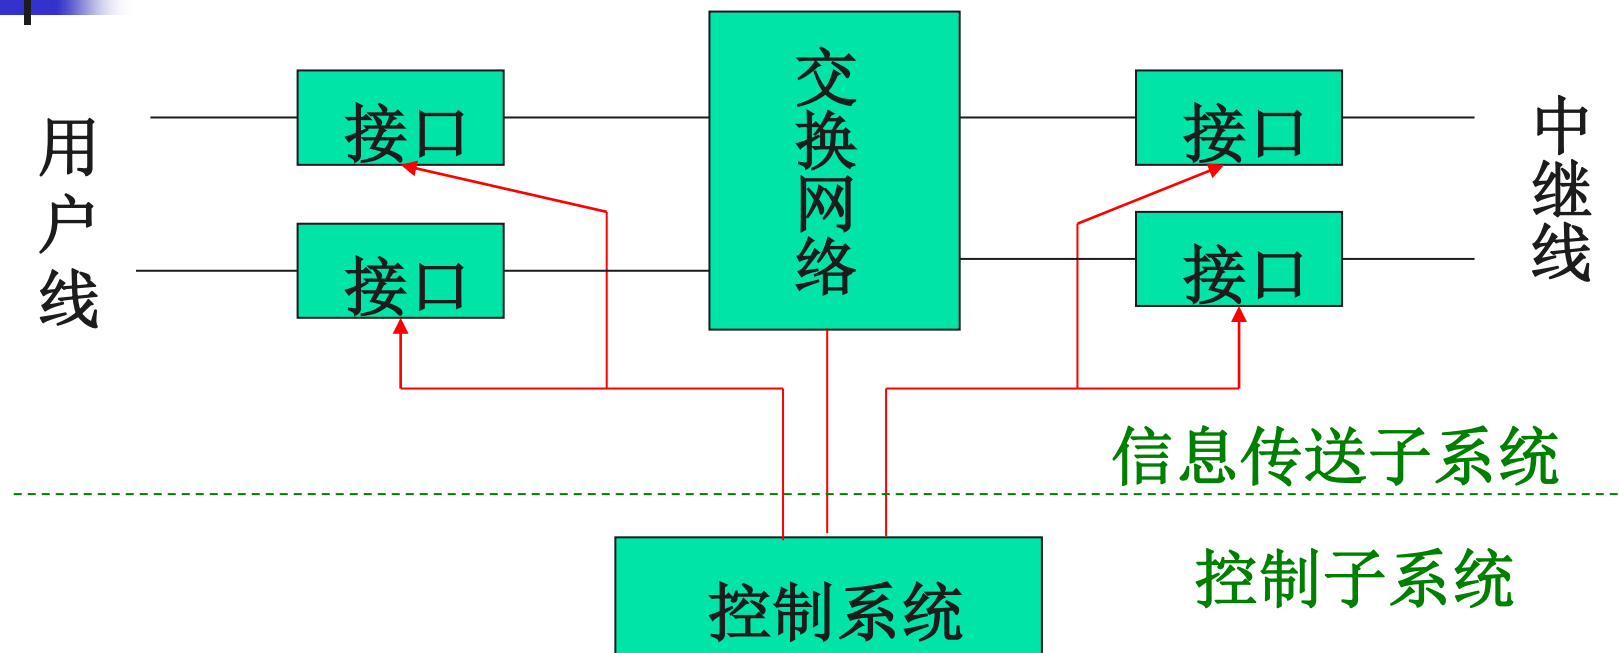 用户线
接口
接口
交换网络
接口
接口
中继线
信息传送子系统
控制子系统
控制系统